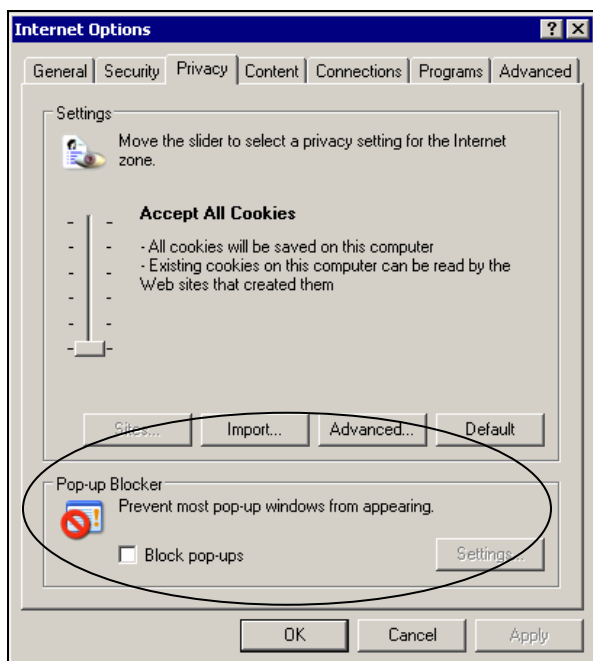 Internet Options
General Security Privacy Content Connections Programs Advanced
Settings
Move the slider to select a privacy setting for the Internet
zone.
Accept All Cookies
- All cookies will be saved on this computer
- Existing cookies on this computer can be read by the
Web sites that created them
Sites... Import... Advanced... Default
Pop-up Blocker
Prevent most pop-up windows from appearing.
Block pop-ups Settings...
OK Cancel Apply